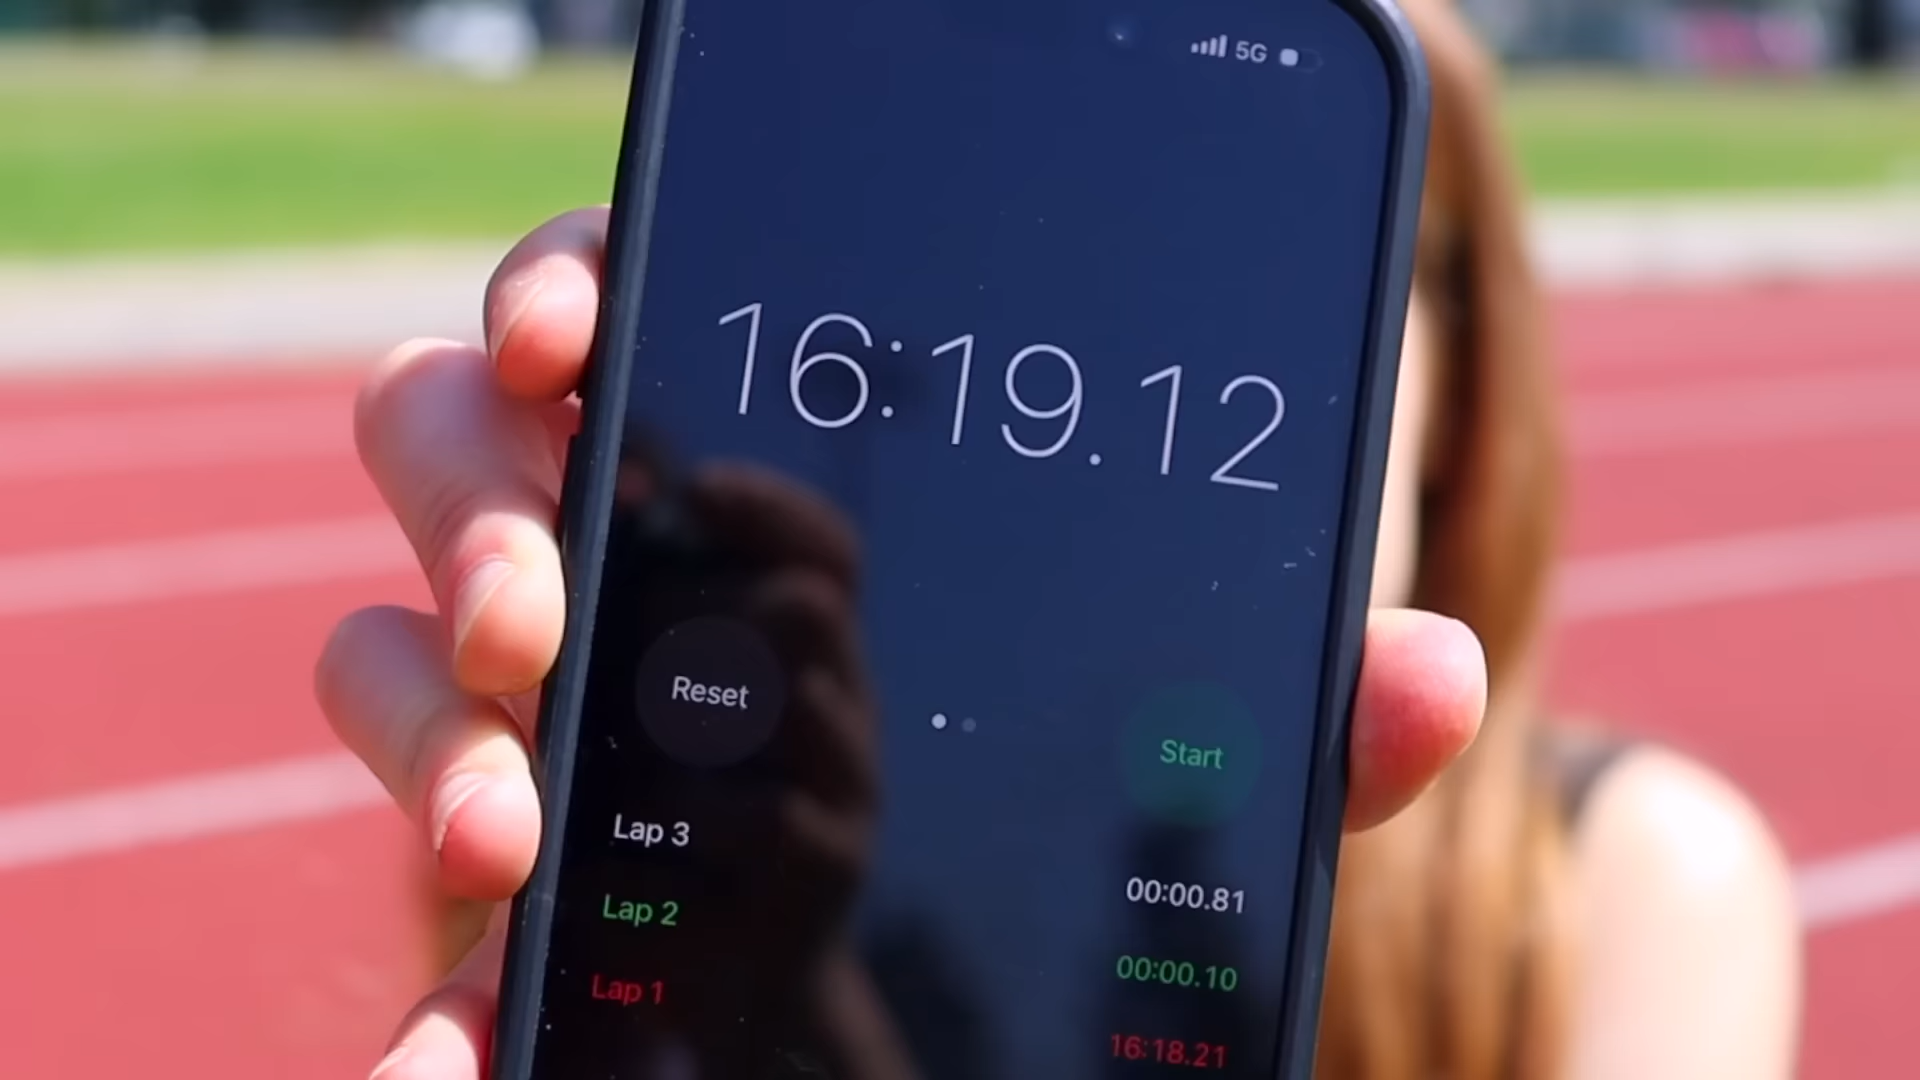 5G
16:19.12
Reset
Start
Lap 3 00:00.81
Lap 2 00:00.10
Lap 1 16:18.21